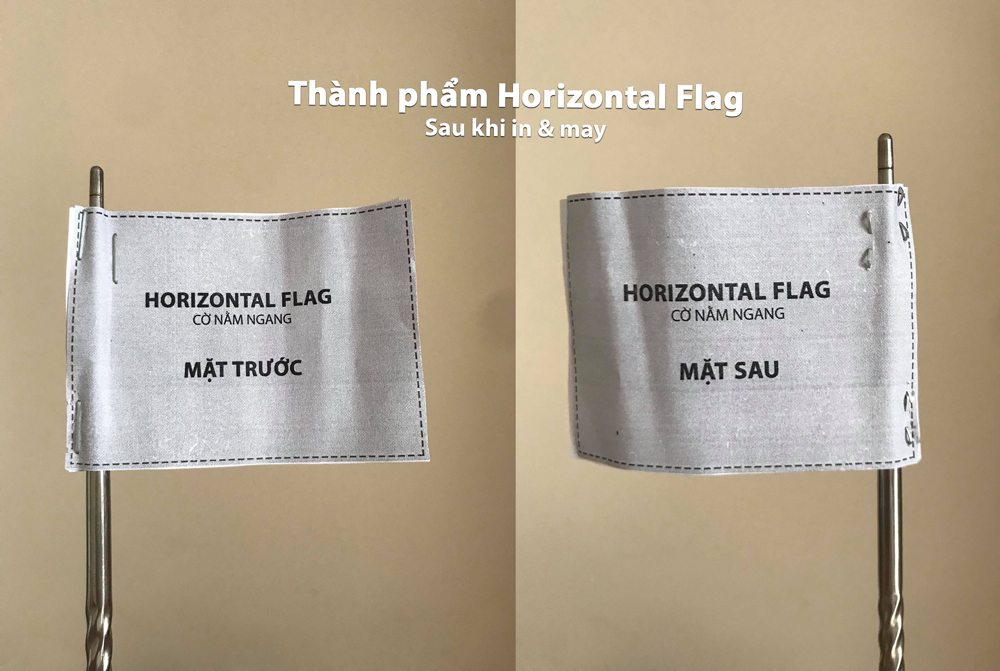 Thành phẩm Horizontal Flag
Sau khi in & may
HORIZONTAL FLAG
CỜ NẰM NGANG
MẶT TRƯỚC
HORIZONTAL FLAG
CỜ NẰM NGANG
MẶT SAU